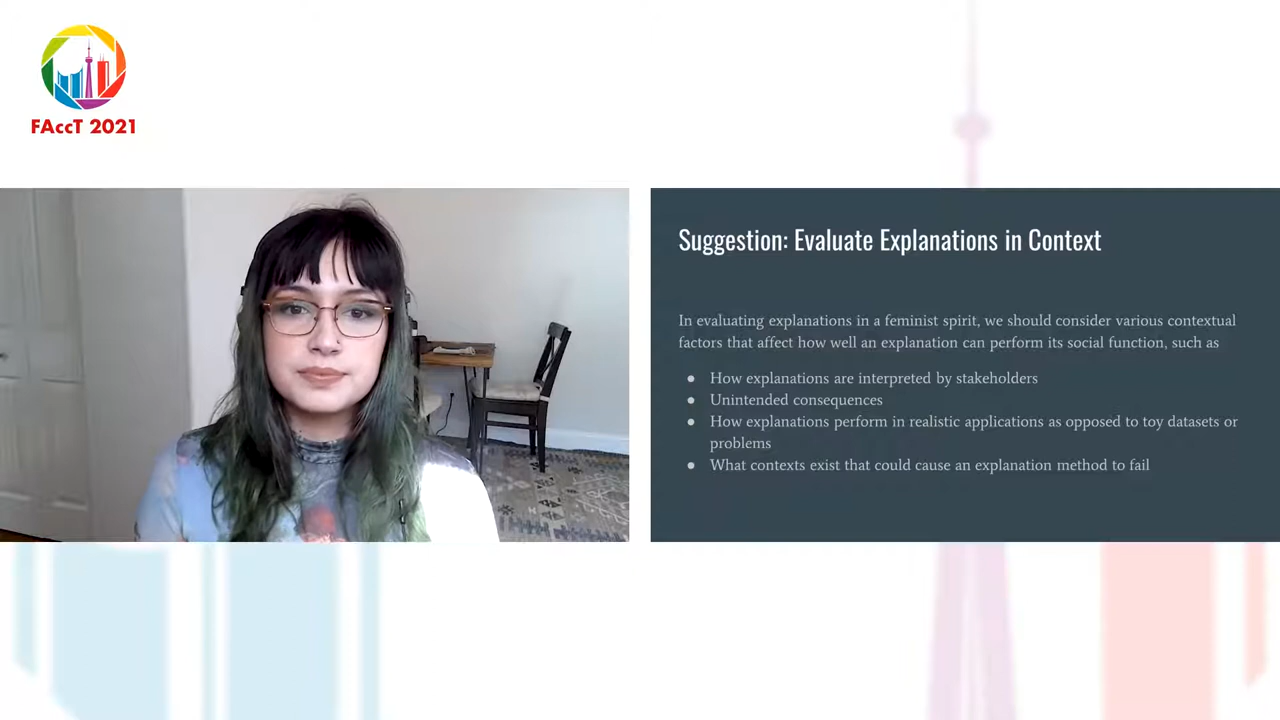 FAccT 2021
Suggestion: Evaluate Explanations in Context
In evaluating explanations in a feminist spirit, we should consider various contextual
factors that affect how well an explanation can perform its social function, such as
● How explanations are interpreted by stakeholders
● Unintended consequences
● How explanations perform in realistic applications as opposed to toy datasets or
problems
● What contexts exist that could cause an explanation method to fail